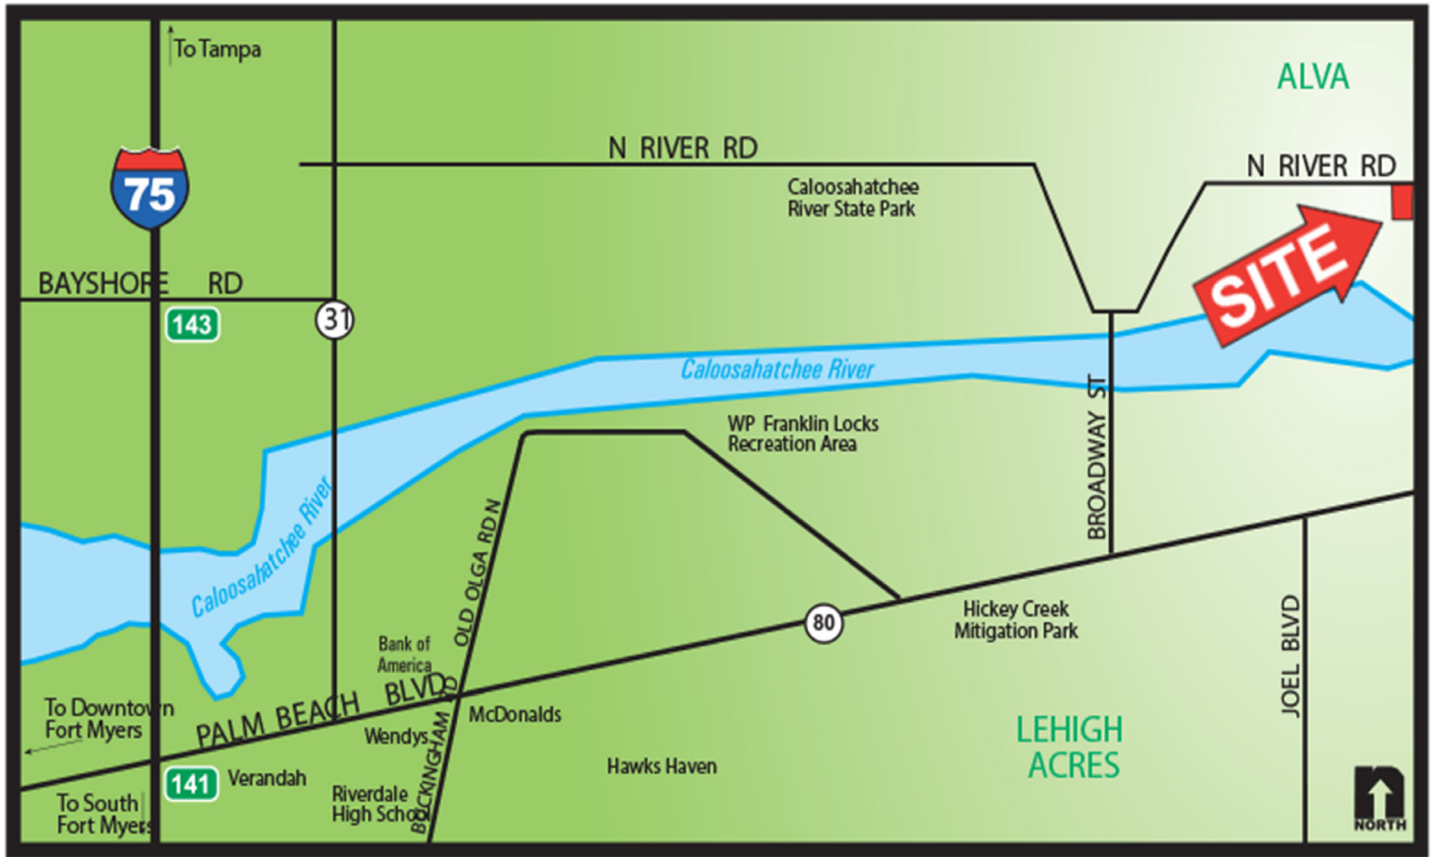 To Tampa
ALVA
N RIVER RD
N RIVER RD
75
Caloosahatchee
River State Park
SITE
BAYSHORE RD
143
31
Caloosahatchee River
BROADWAY ST
WP Franklin Locks
Recreation Area
Caloosahatchee River
OLD OLGA RD N
80
Hickey Creek
Mitigation Park
JOEL BLVD
Bank of
America
To Downtown
Fort Myers
PALM BEACH BLVD
McDonalds
Wendys
BUCKINGHAM RD
LEHIGH
ACRES
Hawks Haven
141
Verandah
Riverdale
High School
To South
Fort Myers
NORTH